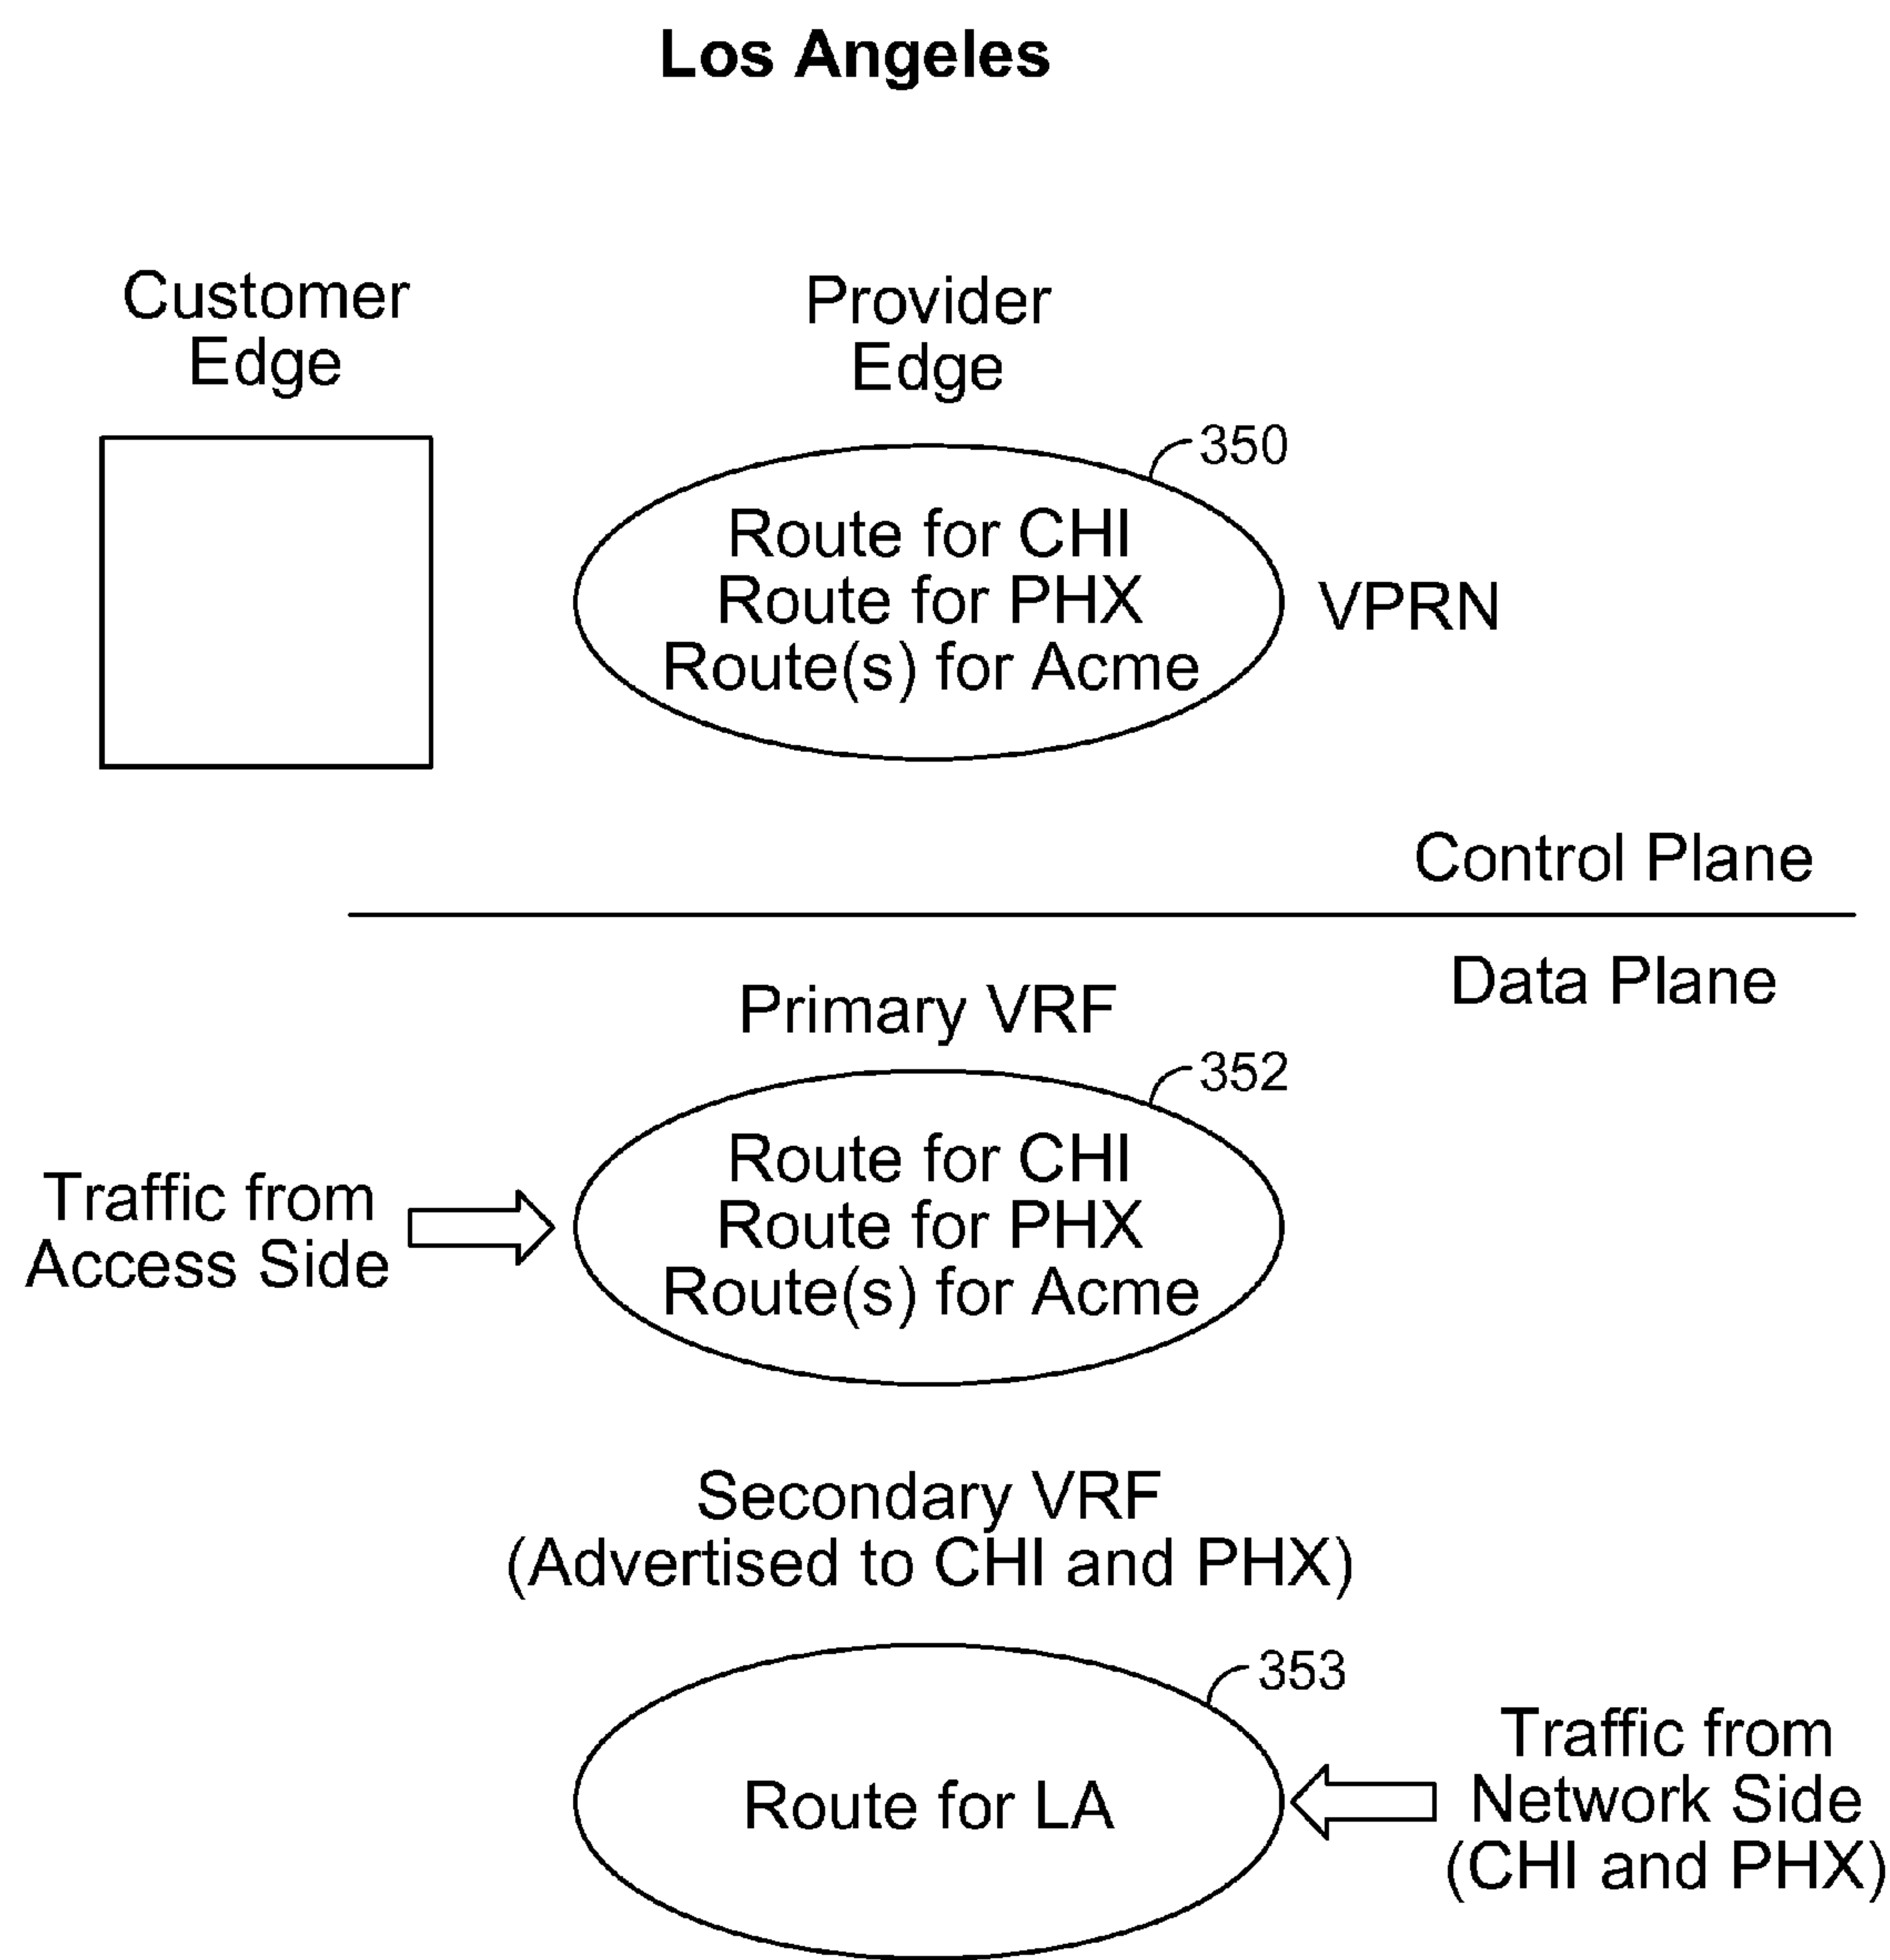 Los Angeles
Customer
Edge
Provider
Edge
350
Route for CHI
Route for PHX
Route(s) for Acme
VPRN
Control Plane
Data Plane
Primary VRF
352
Traffic from
Access Side
Route for CHI
Route for PHX
Route(s) for Acme
Secondary VRF
(Advertised to CHI and PHX)
353
Route for LA
Traffic from
Network Side
(CHI and PHX)